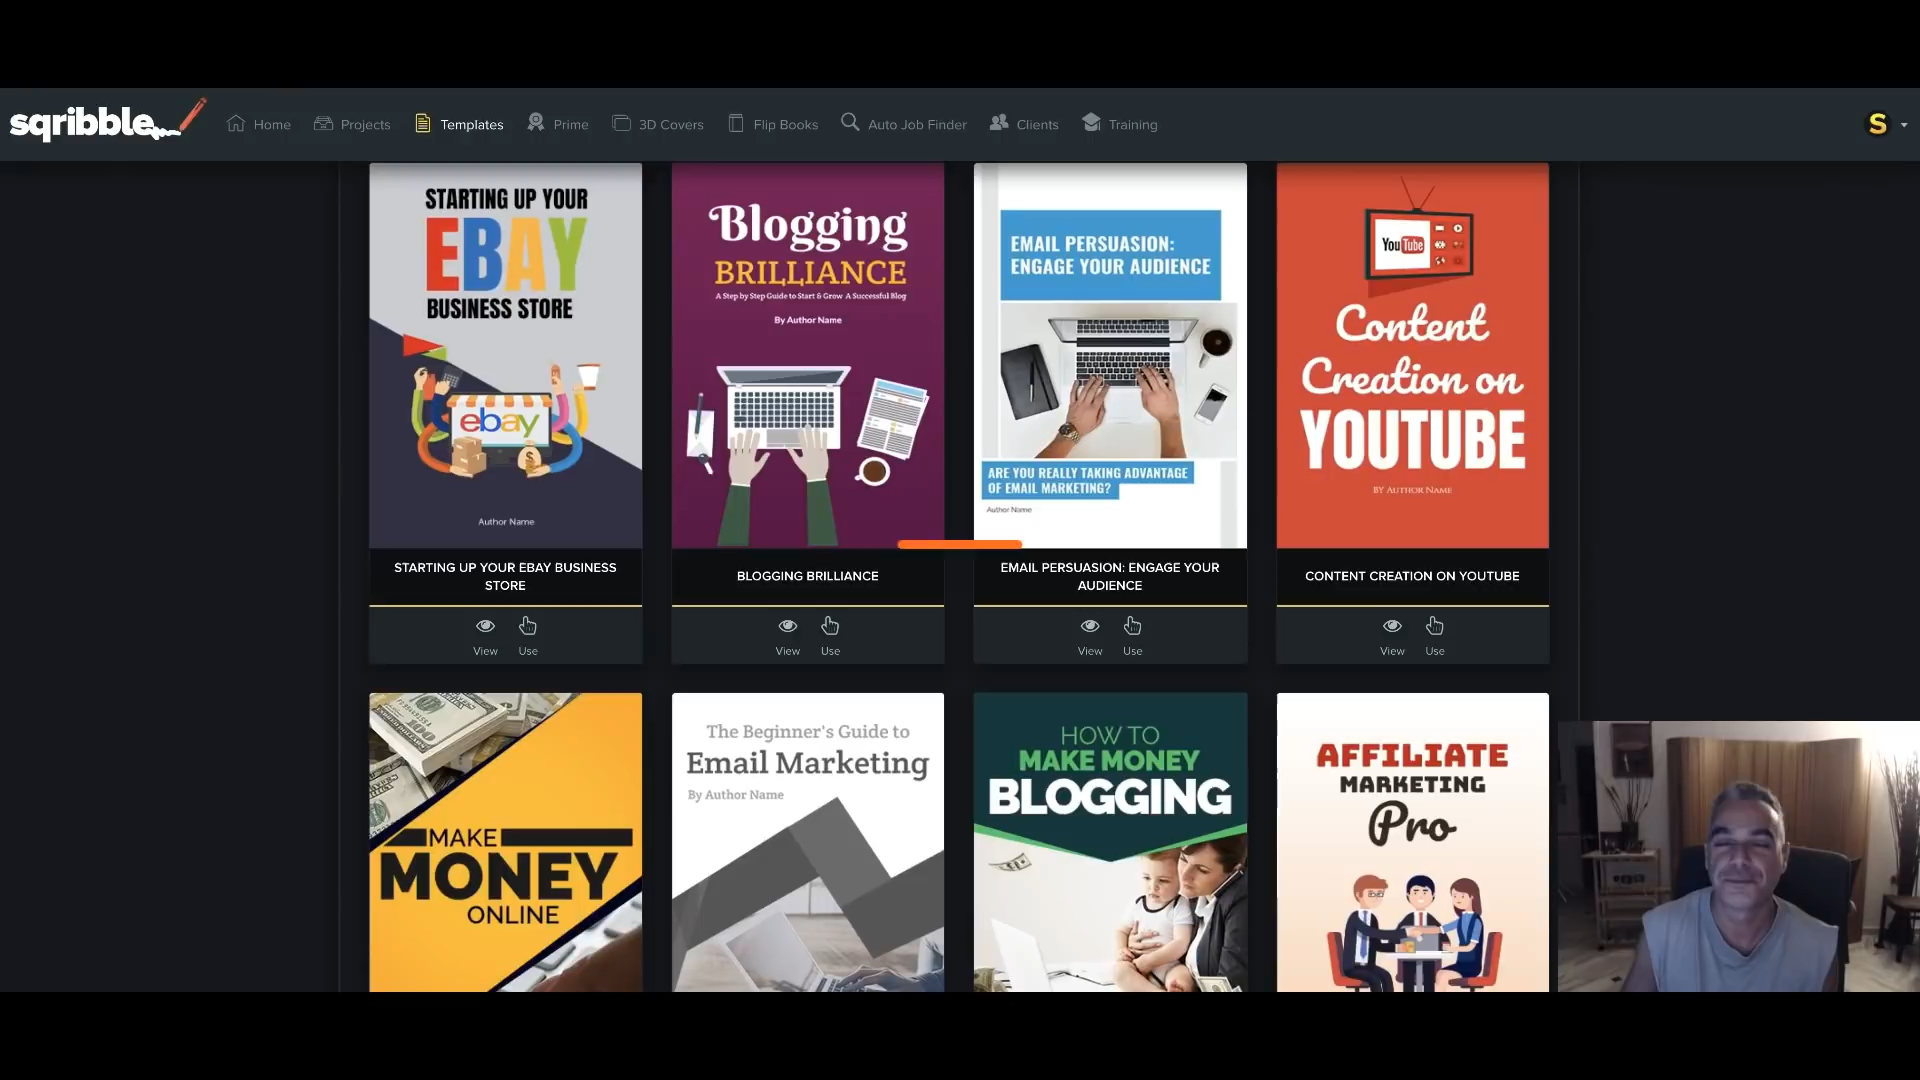 sqribble
Home
Projects
Templates
Prime
3D Covers
Flip Books
Auto Job Finder
Clients
Training
S
STARTING UP YOUR
EBAY
BUSINESS STORE
ebay
Author Name
Blogging
BRILLIANCE
A Step by Step Guide to Start & Grow A Successful Blog
By Author Name
EMAIL PERSUASION:
ENGAGE YOUR AUDIENCE
ARE YOU REALLY TAKING ADVANTAGE
OF EMAIL MARKETING?
Author Name
YouTube
Content
Creation on
YOUTUBE
BY AUTHOR NAME
STARTING UP YOUR EBAY BUSINESS
STORE
BLOGGING BRILLIANCE
EMAIL PERSUASION: ENGAGE YOUR
AUDIENCE
CONTENT CREATION ON YOUTUBE
View
Use
View
Use
View
Use
View
Use
MAKE
MONEY
ONLINE
The Beginner's Guide to
Email Marketing
By Author Name
HOW TO
MAKE MONEY
BLOGGING
AFFILIATE
MARKETING
Pro